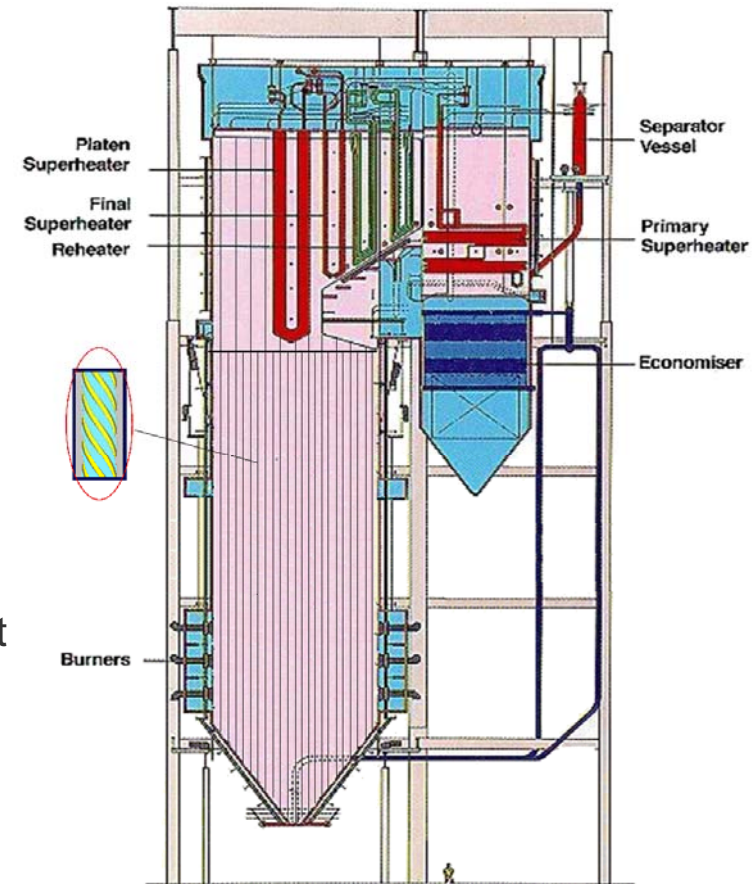 Platen
Superheater
Final
Superheater
Reheater
Separator
Vessel
Primary
Superheater
Economiser
t
Burners